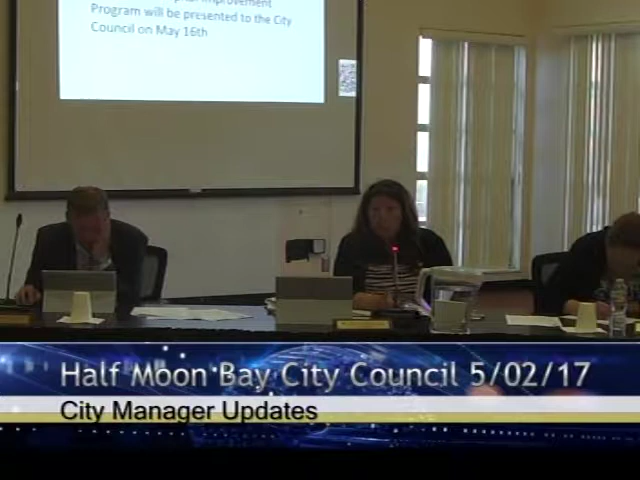 Improvement
Program will be presented to the City
Council on May 16th
Half Moon Bay City Council 5/02/17
City Manager Updates